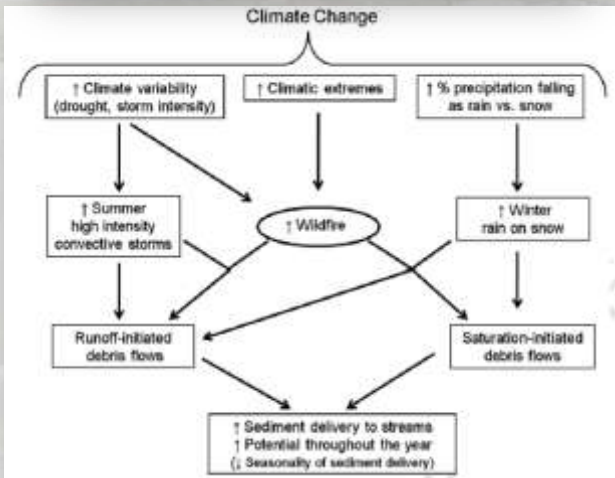 Climate Change
↑ Climate variability
(drought, storm intensity)
↑ Climatic extremes
↑ % precipitation falling
as rain vs. snow
↑ Summer
high intensity
convective storms
↑ Wildfire
↑ Winter
rain on snow
Runoff-initiated
debris flows
Saturation-initiated
debris flows
↑ Sediment delivery to streams
↑ Potential throughout the year
(↓ Seasonality of sediment delivery)